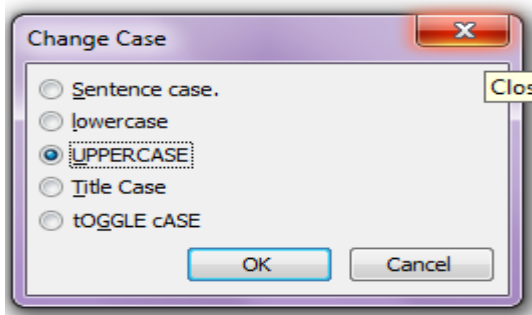 Change Case
Sentence case.
Clos
lowercase
UPPERCASE
Title Case
tOGGLE cASE
OK Cancel